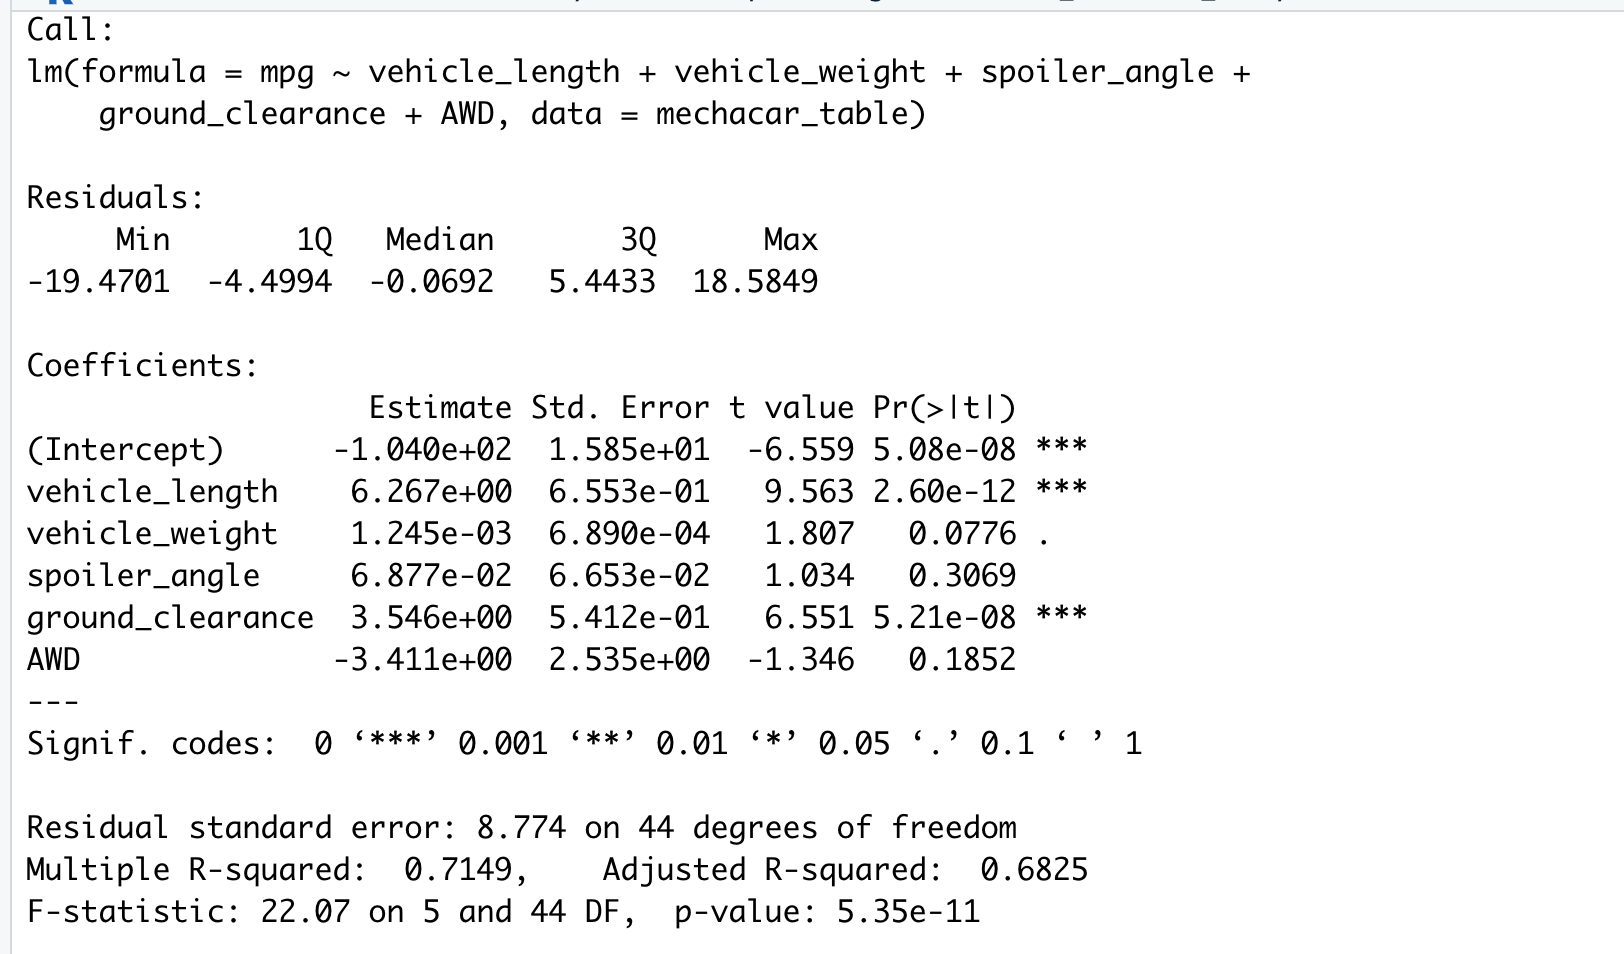 Call:
lm(formula = mpg ~ vehicle_length + vehicle_weight + spoiler_angle +
    ground_clearance + AWD, data = mechacar_table)

Residuals:
     Min       1Q   Median       3Q      Max
-19.4701  -4.4994  -0.0692   5.4433  18.5849

Coefficients:
                   Estimate Std. Error t value Pr(>|t|)
(Intercept)      -1.040e+02  1.585e+01  -6.559 5.08e-08 ***
vehicle_length    6.267e+00  6.553e-01   9.563 2.60e-12 ***
vehicle_weight    1.245e-03  6.890e-04   1.807   0.0776 .
spoiler_angle     6.877e-02  6.653e-02   1.034   0.3069
ground_clearance  3.546e+00  5.412e-01   6.551 5.21e-08 ***
AWD              -3.411e+00  2.535e+00  -1.346   0.1852
---
Signif. codes:  0 ‘***’ 0.001 ‘**’ 0.01 ‘*’ 0.05 ‘.’ 0.1 ‘ ’ 1

Residual standard error: 8.774 on 44 degrees of freedom
Multiple R-squared:  0.7149,    Adjusted R-squared:  0.6825
F-statistic: 22.07 on 5 and 44 DF,  p-value: 5.35e-11